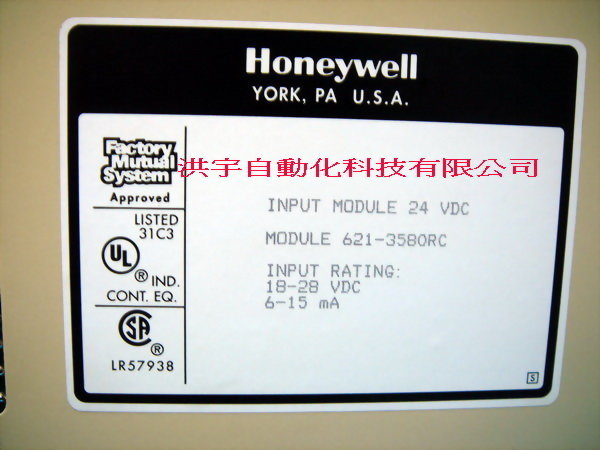 Honeywell
YORK, PA U.S.A.
Factory
Mutual
System
Approved
洪宇自動化科技有限公司
LISTED
31C3
UL
® IND.
CONT. EQ.
SA
®
LR57938
INPUT MODULE 24 VDC
MODULE 621-3580RC
INPUT RATING:
18-28 VDC
6-15 mA
S